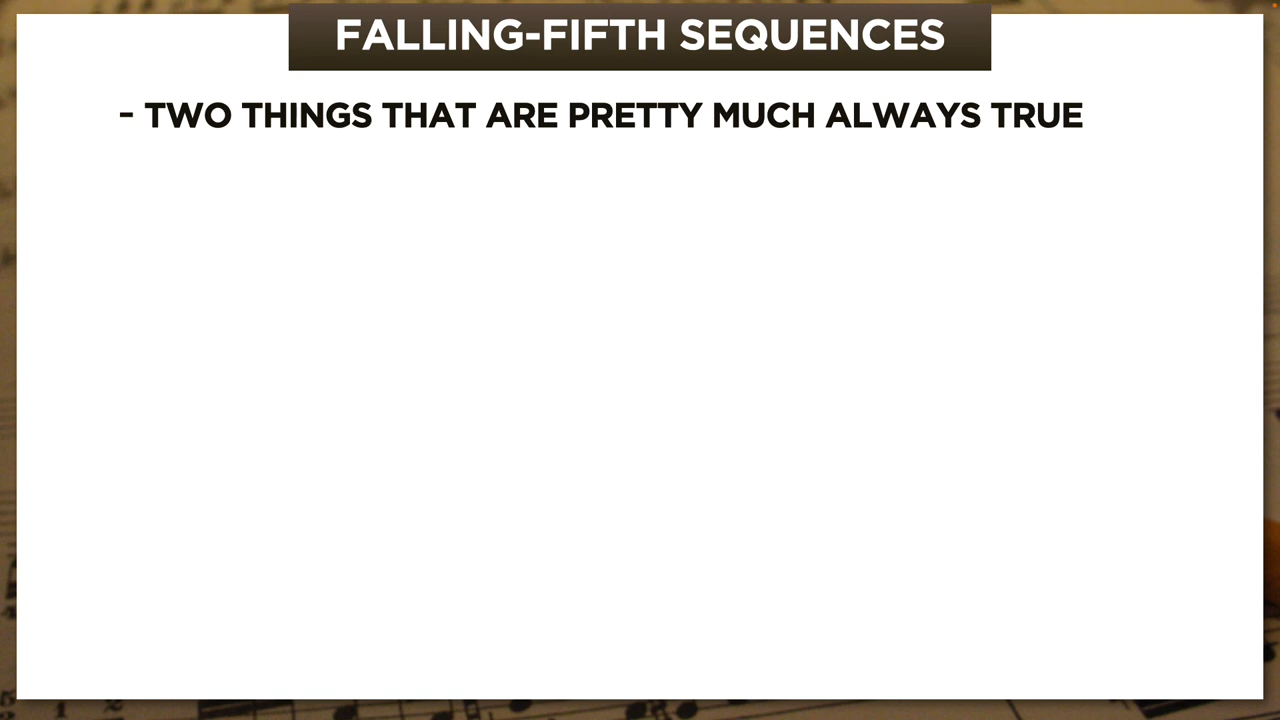 FALLING-FIFTH SEQUENCES
- TWO THINGS THAT ARE PRETTY MUCH ALWAYS TRUE